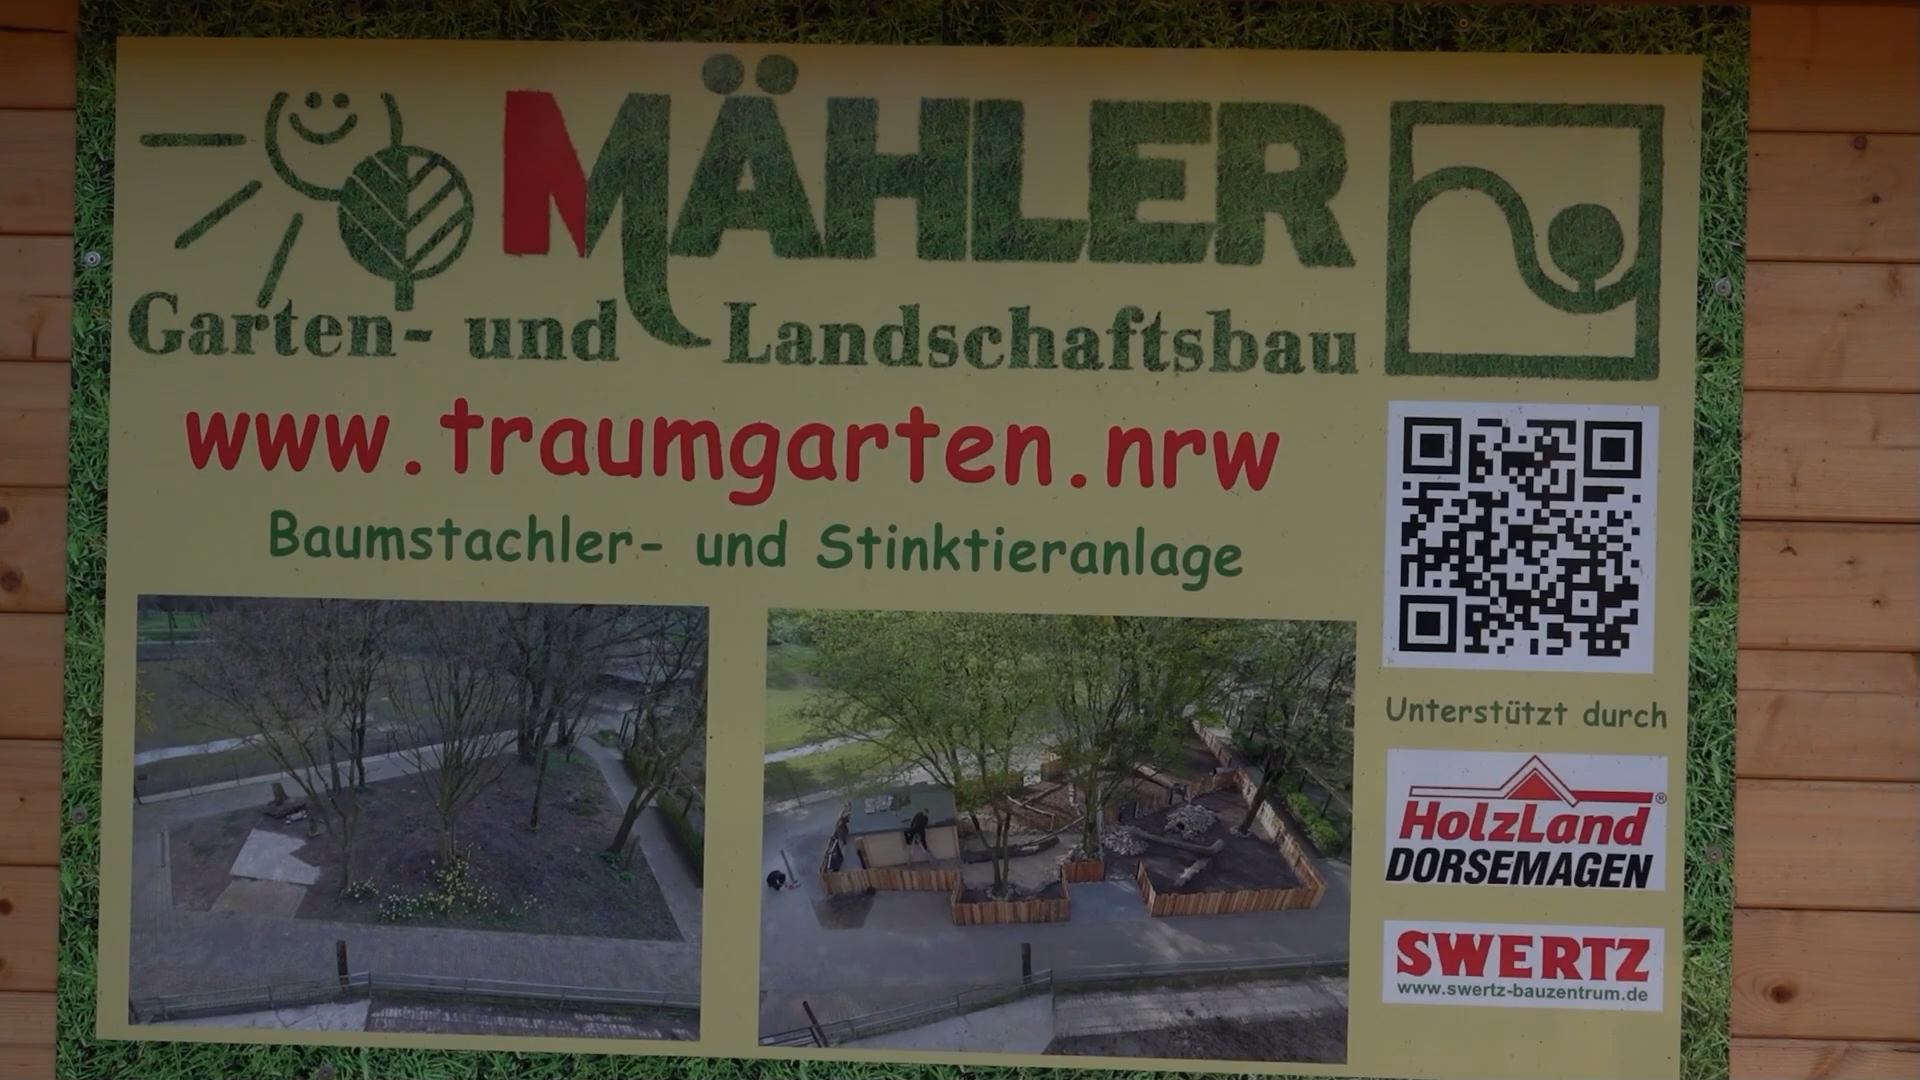 MÄHLER
Garten- und Landschaftsbau
www.traumgarten.nrw
Baumstachler- und Stinktieranlage
Unterstützt durch
HolzLand®
DORSEMAGEN
SWERTZ
www.swertz-bauzentrum.de